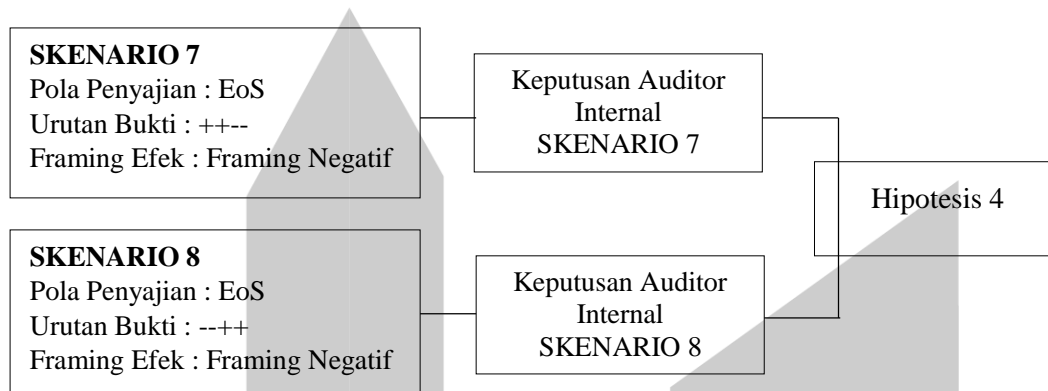 SKENARIO 7
Pola Penyajian : EoS
Urutan Bukti : ++--
Framing Efek : Framing Negatif
Keputusan Auditor
Internal
SKENARIO 7
Hipotesis 4
SKENARIO 8
Pola Penyajian : EoS
Urutan Bukti : --++
Framing Efek : Framing Negatif
Keputusan Auditor
Internal
SKENARIO 8